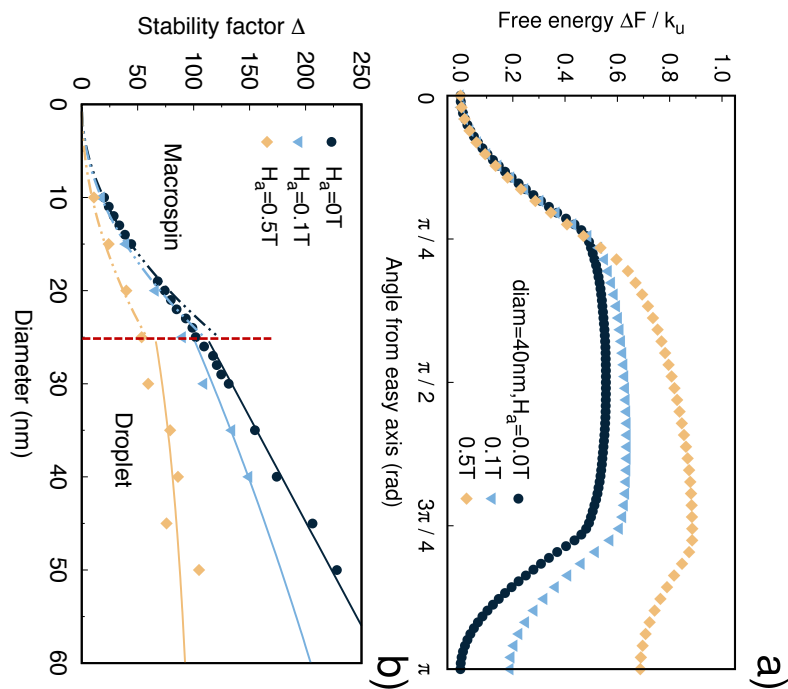 a)
Free energy ΔF / k_u
1.0
0.8
0.6
0.4
0.2
0.0
0
π / 4
π / 2
3π / 4
π
Angle from easy axis (rad)
diam=40nm,H_a=0.0T
0.1T
0.5T
b)
Stability factor Δ
250
200
150
100
50
0
0
10
20
30
40
50
60
Diameter (nm)
H_a=0T
H_a=0.1T
H_a=0.5T
Macrospin
Droplet